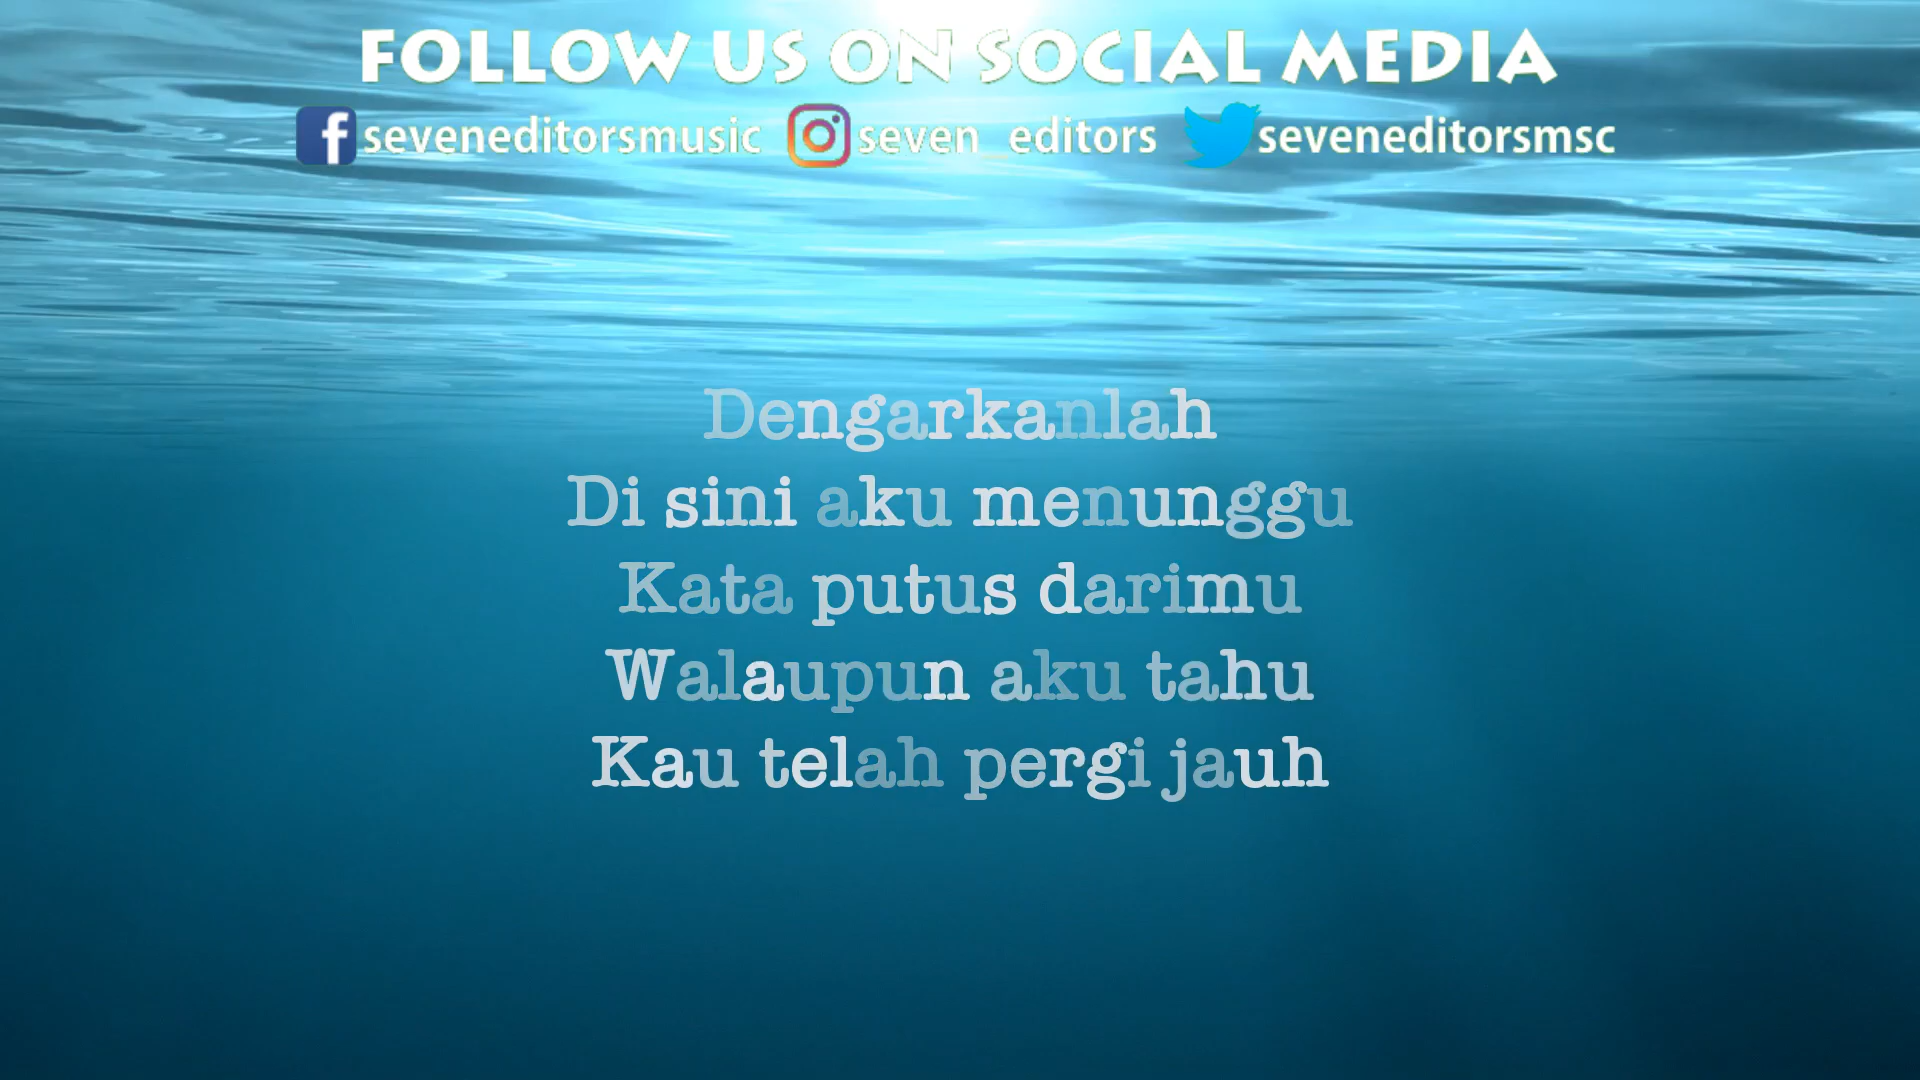 FOLLOW US ON SOCIAL MEDIA
seveneditorsmusic seven_editors seveneditorsmsc
Dengarkanlah
Di sini aku menunggu
Kata putus darimu
Walaupun aku tahu
Kau telah pergi jauh